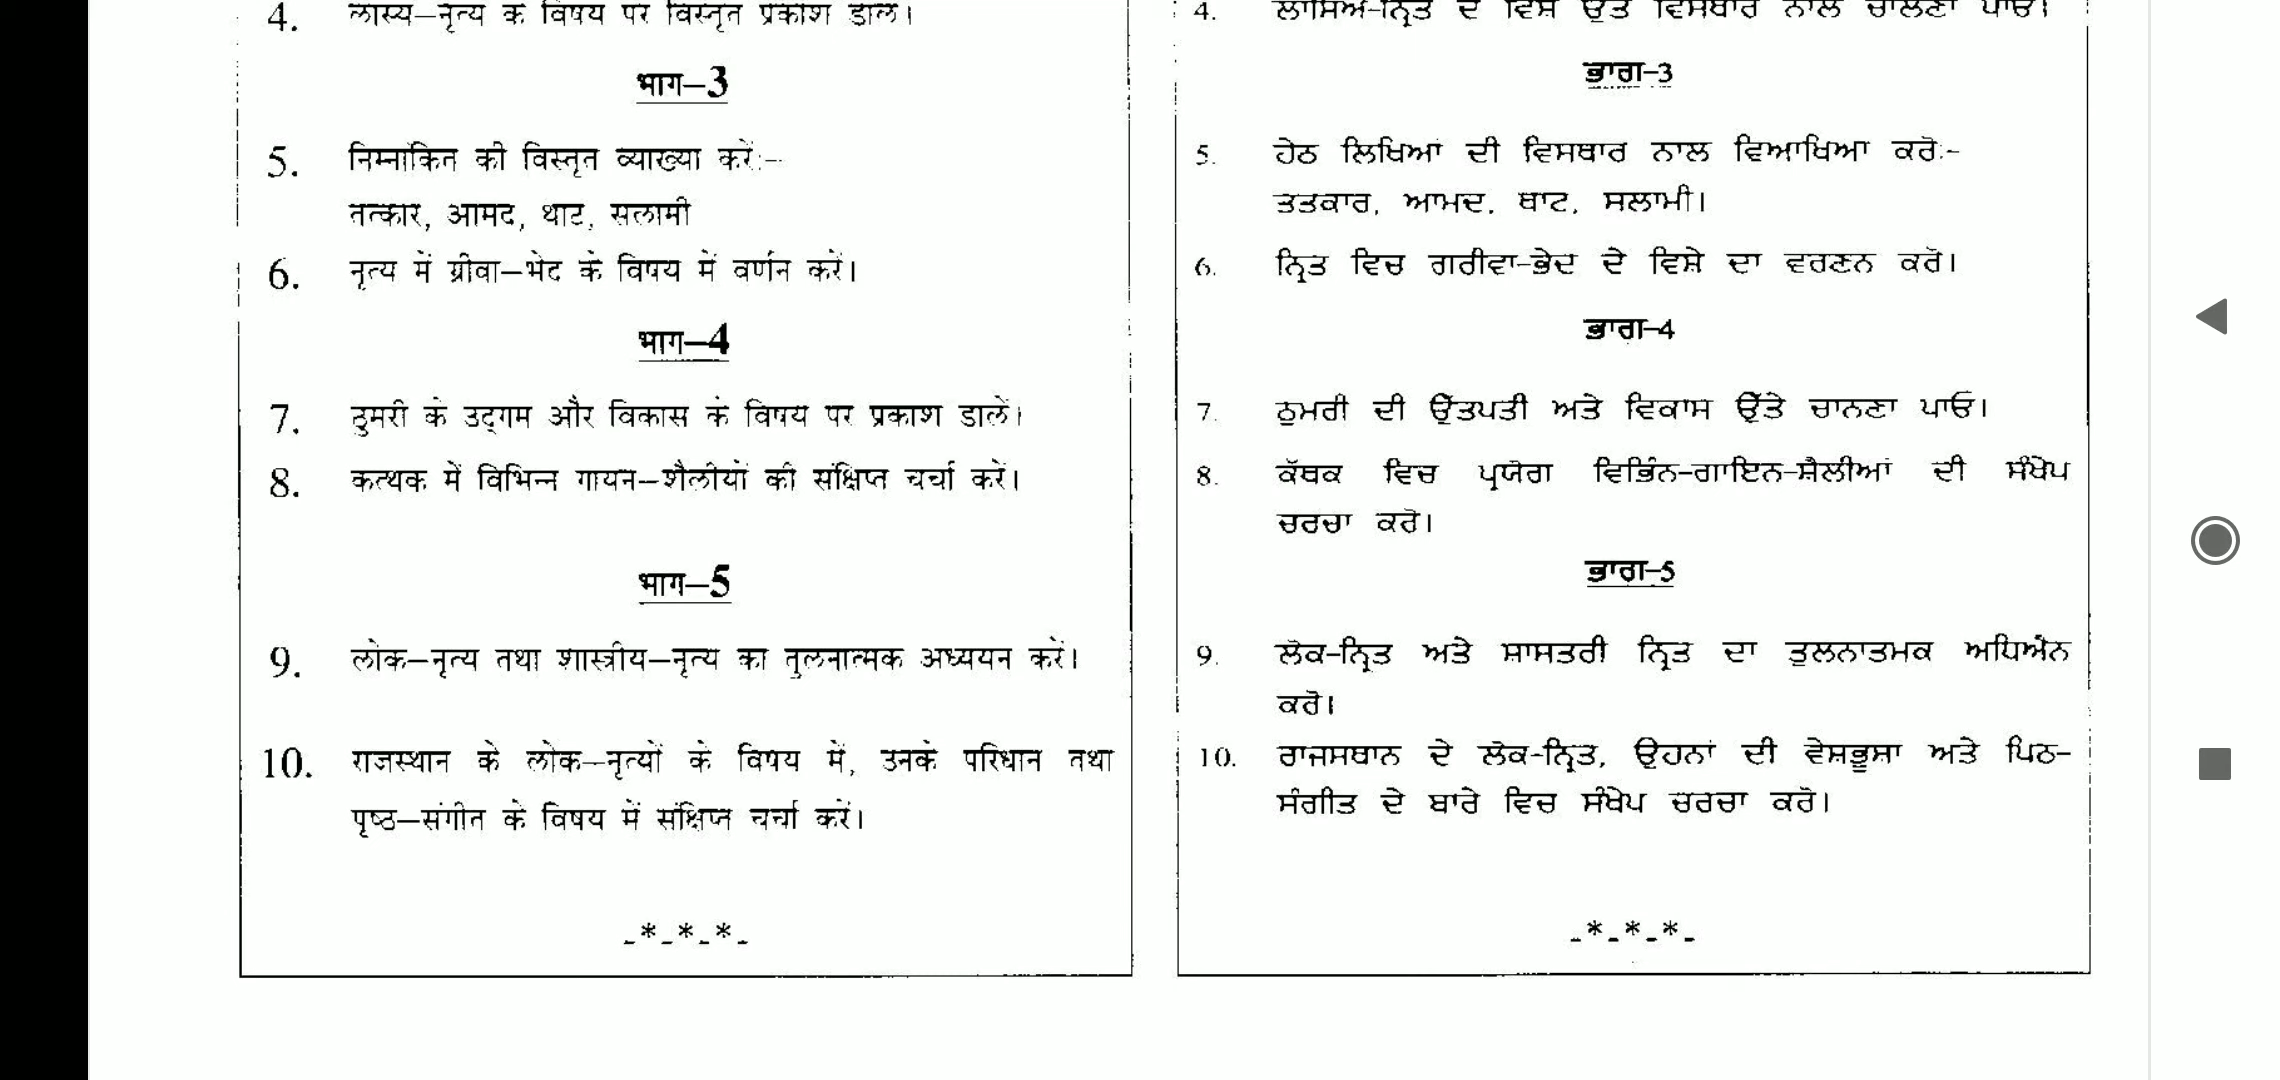 4. लास्य–नृत्य के विषय पर विस्तृत प्रकाश डालें।
भाग–3
5. निम्नांकित की विस्तृत व्याख्या करें:–
तत्कार, आमद, थाट, सलामी
6. नृत्य में ग्रीवा–भेद के विषय में वर्णन करें।
भाग–4
7. ठुमरी के उद्गम और विकास के विषय पर प्रकाश डालें।
8. कत्थक में विभिन्न गायन–शैलीयों की संक्षिप्त चर्चा करें।
भाग–5
9. लोक–नृत्य तथा शास्त्रीय–नृत्य का तुलनात्मक अध्ययन करें।
10. राजस्थान के लोक–नृत्यों के विषय में, उनके परिधान तथा
पृष्ठ–संगीत के विषय में संक्षिप्त चर्चा करें।
-*-*-*-
4. ਲਾਸਿਅ-ਨ੍ਰਿਤ ਦੇ ਵਿਸ਼ੇ ਉੱਤੇ ਵਿਸਥਾਰ ਨਾਲ ਚਾਲਣਾ ਪਾਓ।
ਭਾਗ-3
5. ਹੇਠ ਲਿਖਿਆਂ ਦੀ ਵਿਸਥਾਰ ਨਾਲ ਵਿਆਖਿਆ ਕਰੋ:-
ਤਤਕਾਰ, ਆਮਦ, ਥਾਟ, ਸਲਾਮੀ।
6. ਨ੍ਰਿਤ ਵਿਚ ਗਰੀਵਾ-ਭੇਦ ਦੇ ਵਿਸ਼ੇ ਦਾ ਵਰਣਨ ਕਰੋ।
ਭਾਗ-4
7. ਠੁਮਰੀ ਦੀ ਉੱਤਪਤੀ ਅਤੇ ਵਿਕਾਸ ਉੱਤੇ ਚਾਨਣਾ ਪਾਓ।
8. ਕੱਥਕ ਵਿਚ ਪ੍ਰਯੋਗ ਵਿਭਿੰਨ-ਗਾਇਨ-ਸ਼ੈਲੀਆਂ ਦੀ ਸੰਖੇਪ
ਚਰਚਾ ਕਰੋ।
ਭਾਗ-5
9. ਲੋਕ-ਨ੍ਰਿਤ ਅਤੇ ਸ਼ਾਸਤਰੀ ਨ੍ਰਿਤ ਦਾ ਤੁਲਨਾਤਮਕ ਅਧਿਐਨ
ਕਰੋ।
10. ਰਾਜਸਥਾਨ ਦੇ ਲੋਕ-ਨ੍ਰਿਤ, ਉਹਨਾਂ ਦੀ ਵੇਸ਼ਭੂਸ਼ਾ ਅਤੇ ਪਿਠ-
ਸੰਗੀਤ ਦੇ ਬਾਰੇ ਵਿਚ ਸੰਖੇਪ ਚਰਚਾ ਕਰੋ।
-*-*-*-